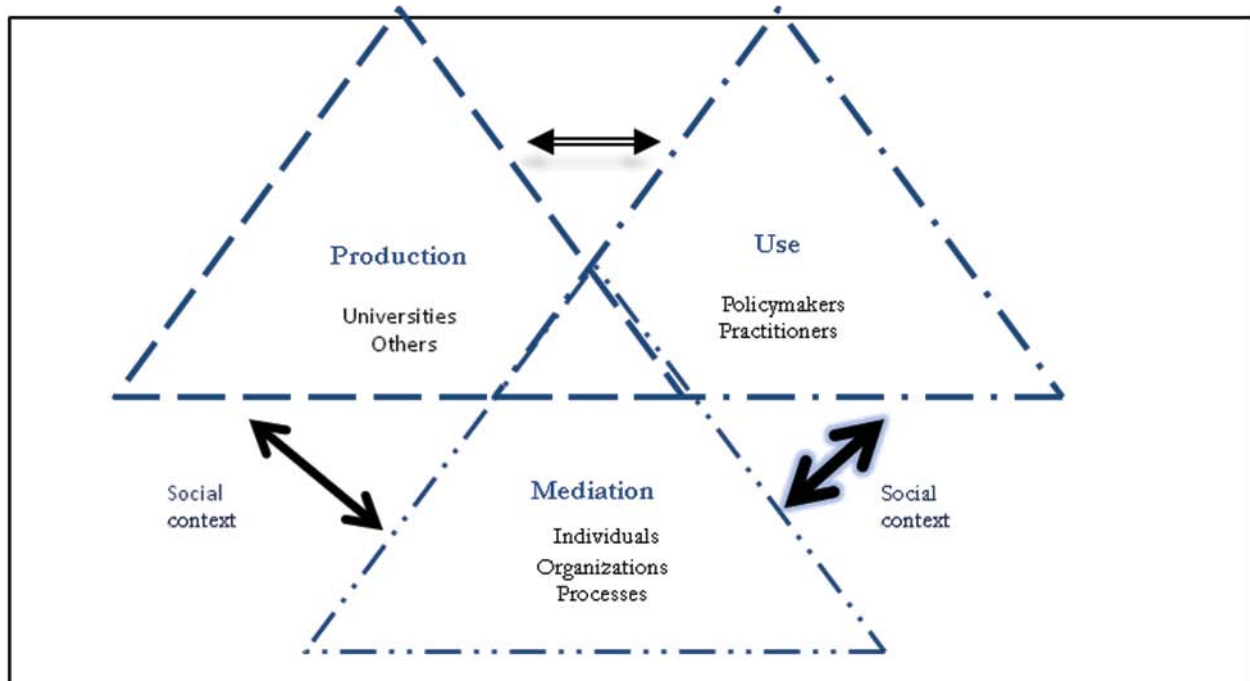 Production
Universities
Others
Use
Policymakers
Practitioners
Social
context
Mediation
Individuals
Organizations
Processes
Social
context